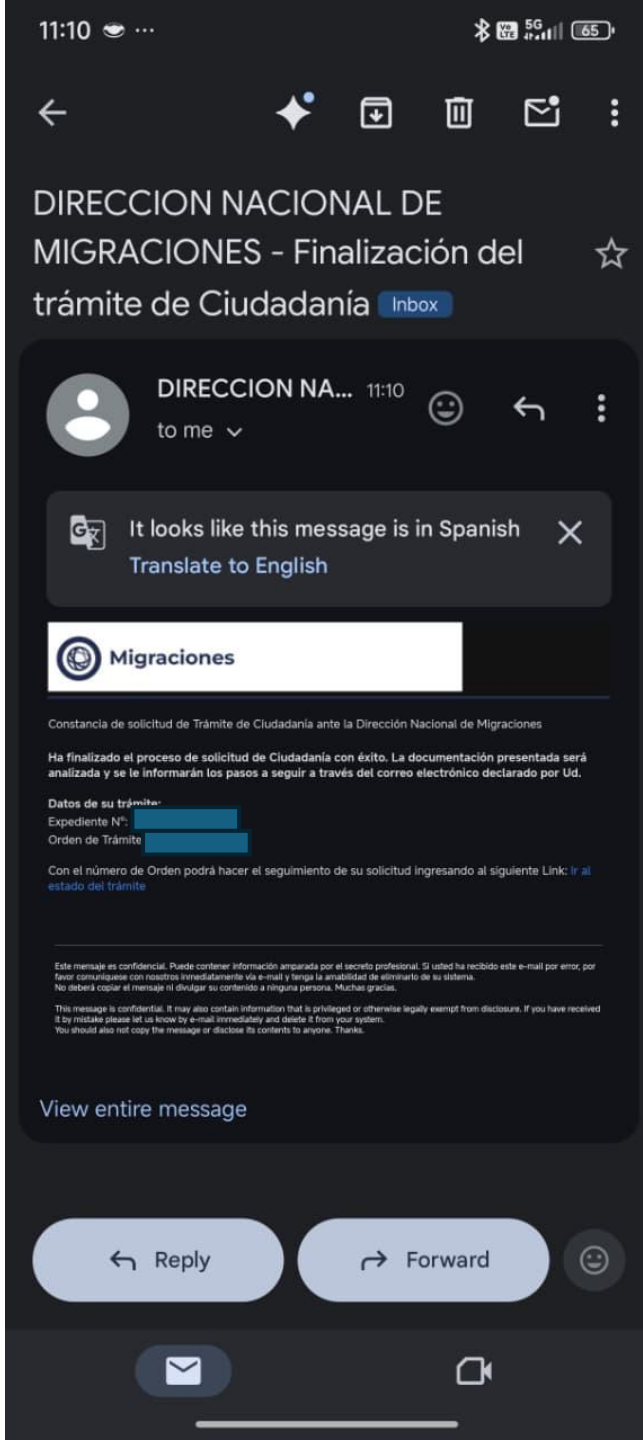 11:10
VoLTE 5G 65
DIRECCION NACIONAL DE
MIGRACIONES - Finalización del
trámite de Ciudadanía Inbox
DIRECCION NA... 11:10
to me
It looks like this message is in Spanish
Translate to English
Migraciones
Constancia de solicitud de Trámite de Ciudadania ante la Dirección Nacional de Migraciones
Ha finalizado el proceso de solicitud de Ciudadanía con éxito. La documentación presentada será
analizada y se le informarán los pasos a seguir a través del correo electrónico declarado por Ud.
Datos de su trámite:
Expediente Nº:
Orden de Trámite
Con el número de Orden podrá hacer el seguimiento de su solicitud ingresando al siguiente Link: Ir al
estado del trámite
Este mensaje es confidencial. Puede contener información amparada por el secreto profesional. Si usted ha recibido este e-mail por error, por
favor comuníquese con nosotros inmediatamente vía e-mail y tenga la amabilidad de eliminarlo de su sistema.
No deberá copiar el mensaje ni divulgar su contenido a ninguna persona. Muchas gracias.
This message is confidential. It may also contain information that is privileged or otherwise legally exempt from disclosure. If you have received
it by mistake please let us know by e-mail immediately and delete it from your system.
You should also not copy the message or disclose its contents to anyone. Thanks.
View entire message
Reply
Forward